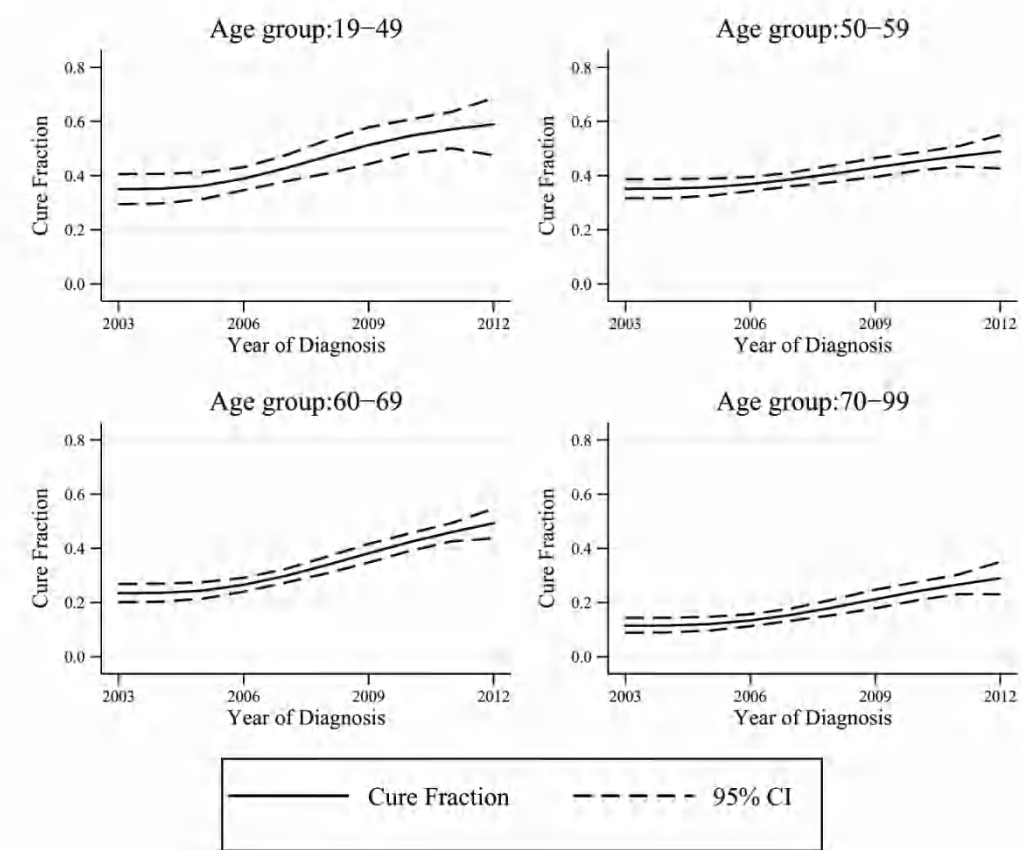 Age group:19−49
0.8
0.6
0.4
0.2
0.0
Cure Fraction
2003 2006 2009 2012
Year of Diagnosis
Age group:50−59
0.8
0.6
0.4
0.2
0.0
Cure Fraction
2003 2006 2009 2012
Year of Diagnosis
Age group:60−69
0.8
0.6
0.4
0.2
0.0
Cure Fraction
2003 2006 2009 2012
Year of Diagnosis
Age group:70−99
0.8
0.6
0.4
0.2
0.0
Cure Fraction
2003 2006 2009 2012
Year of Diagnosis
Cure Fraction 95% CI